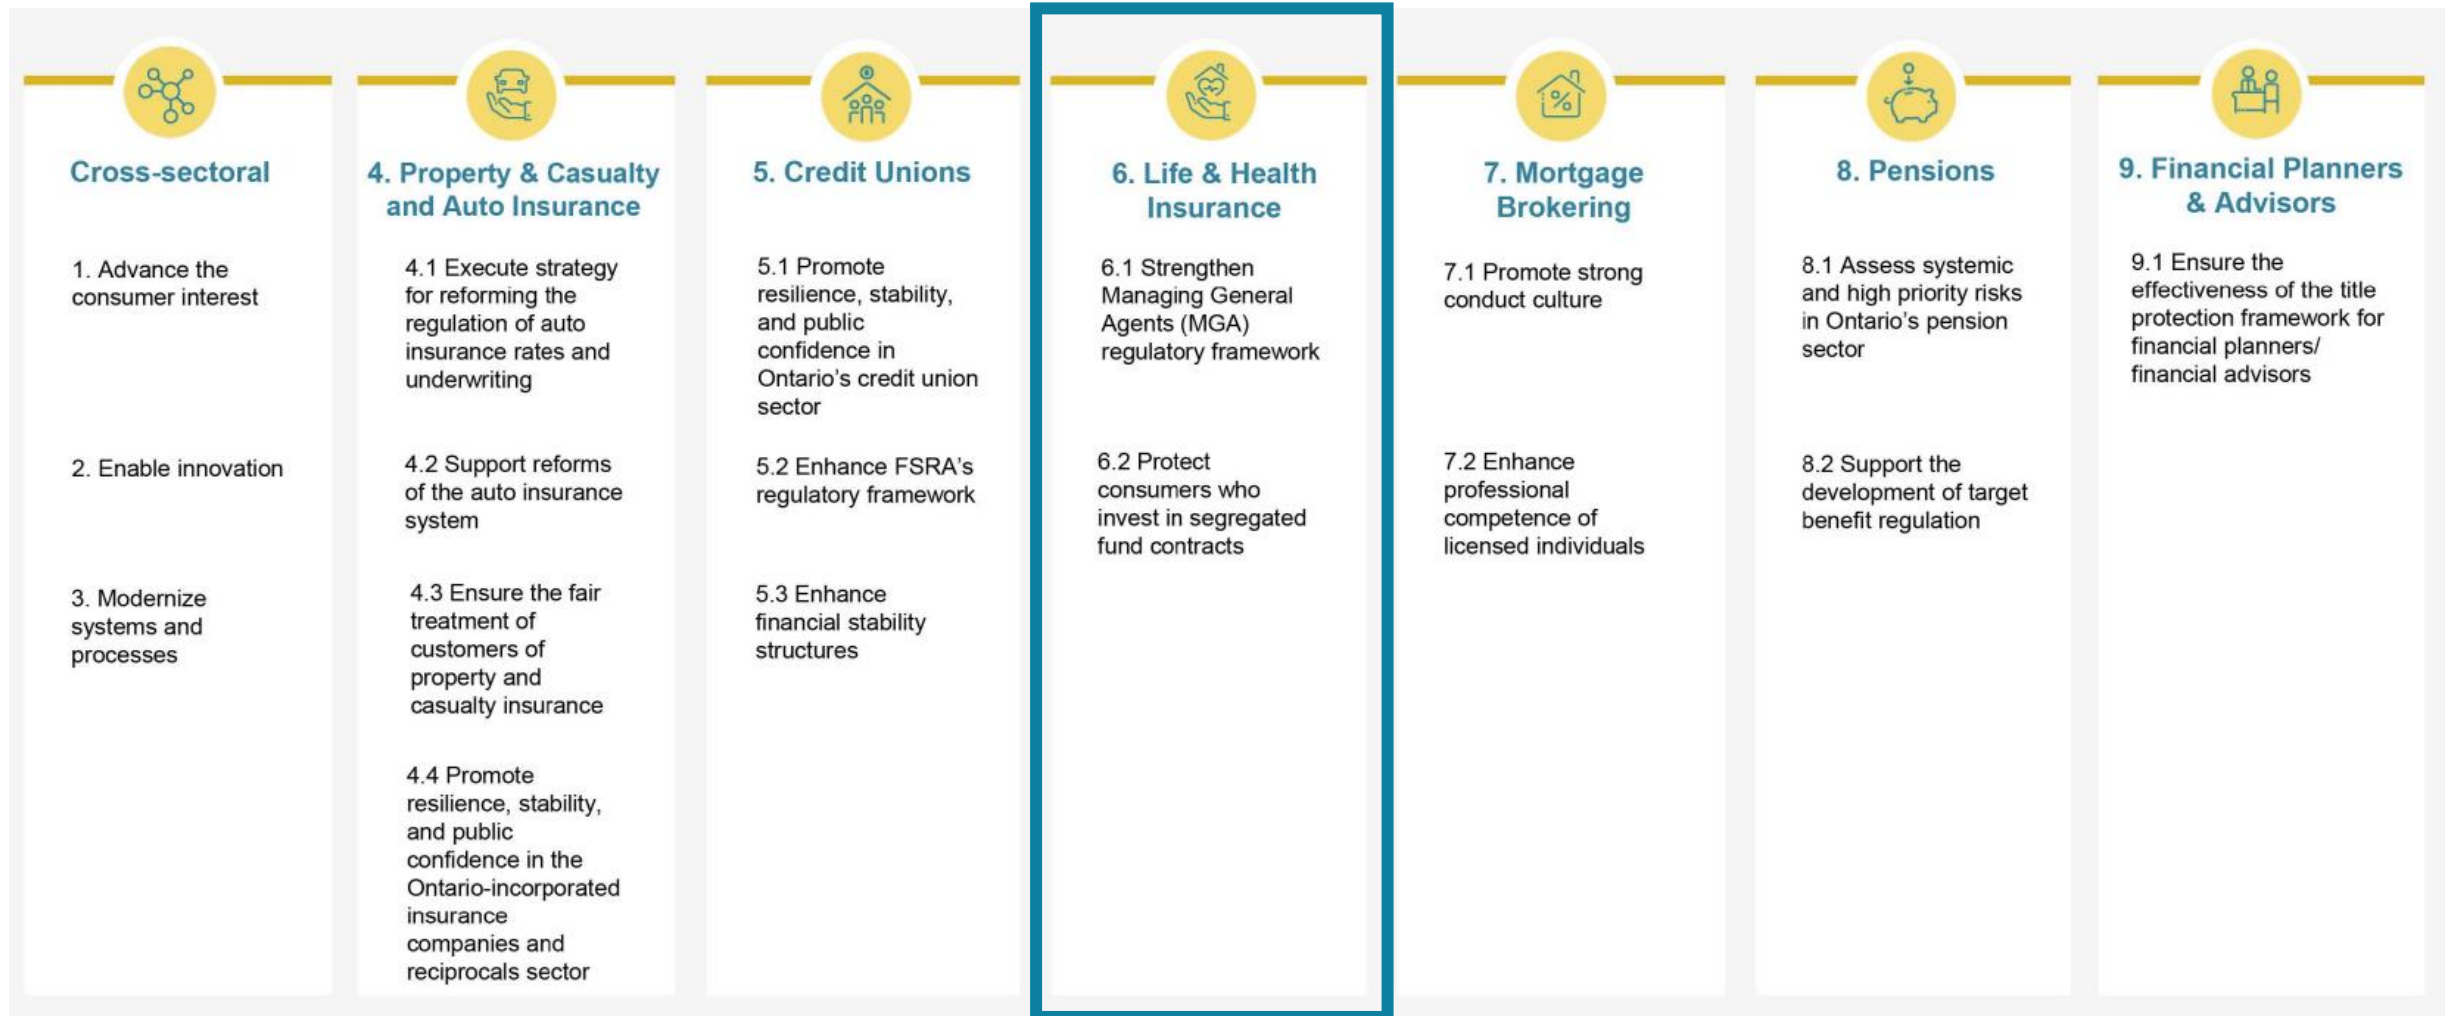 Cross-sectoral
1. Advance the
consumer interest
2. Enable innovation
3. Modernize
systems and
processes
4. Property & Casualty
and Auto Insurance
4.1 Execute strategy
for reforming the
regulation of auto
insurance rates and
underwriting
4.2 Support reforms
of the auto insurance
system
4.3 Ensure the fair
treatment of
customers of
property and
casualty insurance
4.4 Promote
resilience, stability,
and public
confidence in the
Ontario-incorporated
insurance
companies and
reciprocals sector
5. Credit Unions
5.1 Promote
resilience, stability,
and public
confidence in
Ontario's credit union
sector
5.2 Enhance FSRA's
regulatory framework
5.3 Enhance
financial stability
structures
6. Life & Health
Insurance
6.1 Strengthen
Managing General
Agents (MGA)
regulatory framework
6.2 Protect
consumers who
invest in segregated
fund contracts
7. Mortgage
Brokering
7.1 Promote strong
conduct culture
7.2 Enhance
professional
competence of
licensed individuals
8. Pensions
8.1 Assess systemic
and high priority risks
in Ontario's pension
sector
8.2 Support the
development of target
benefit regulation
9. Financial Planners
& Advisors
9.1 Ensure the
effectiveness of the title
protection framework for
financial planners/
financial advisors